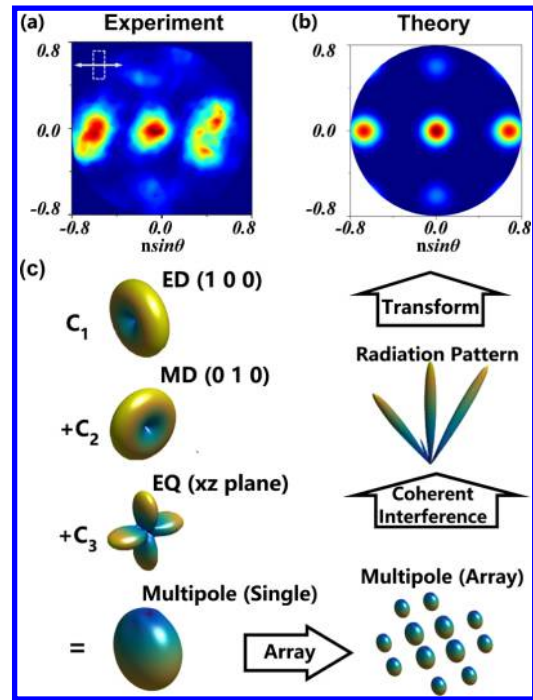 (a) Experiment
(b) Theory
0.8
0.0
-0.8
-0.8 0.0 0.8
nsinθ
0.8
0.0
-0.8
-0.8 0.0 0.8
nsinθ
(c)
ED (1 0 0)
C₁
MD (0 1 0)
+C₂
EQ (xz plane)
+C₃
Multipole (Single)
=
Array
Multipole (Array)
Coherent
Interference
Radiation Pattern
Transform